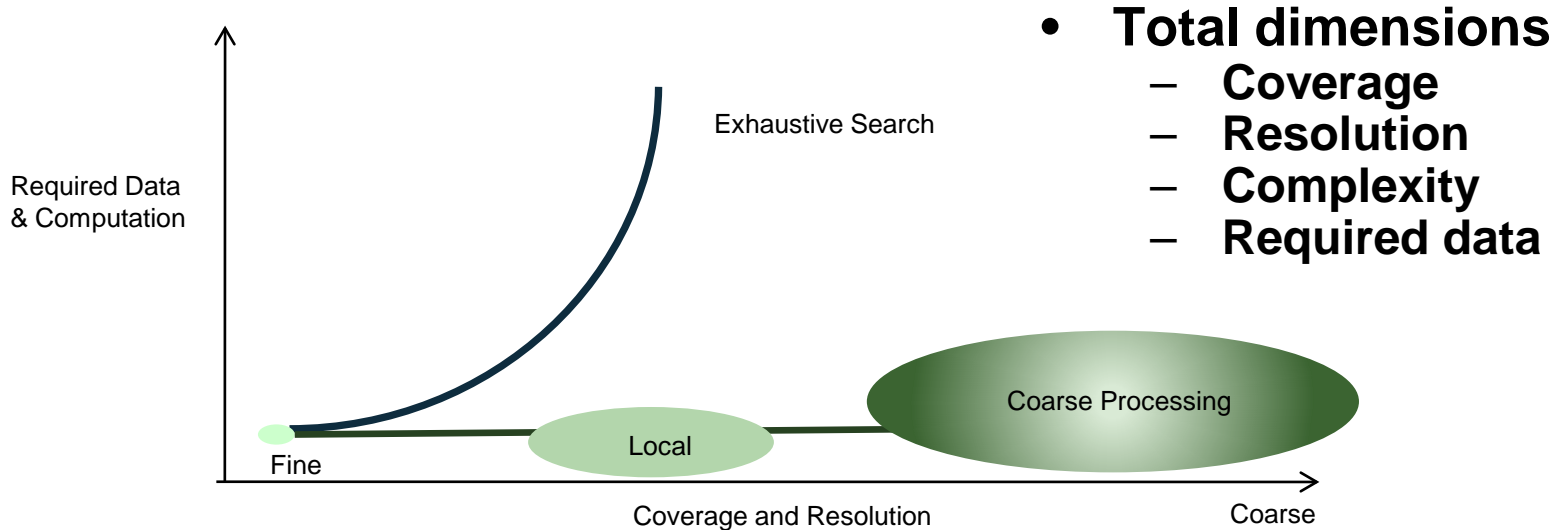 • Total dimensions
– Coverage
– Resolution
– Complexity
– Required data
Exhaustive Search
Required Data
& Computation
Coarse Processing
Local
Fine
Coverage and Resolution
Coarse